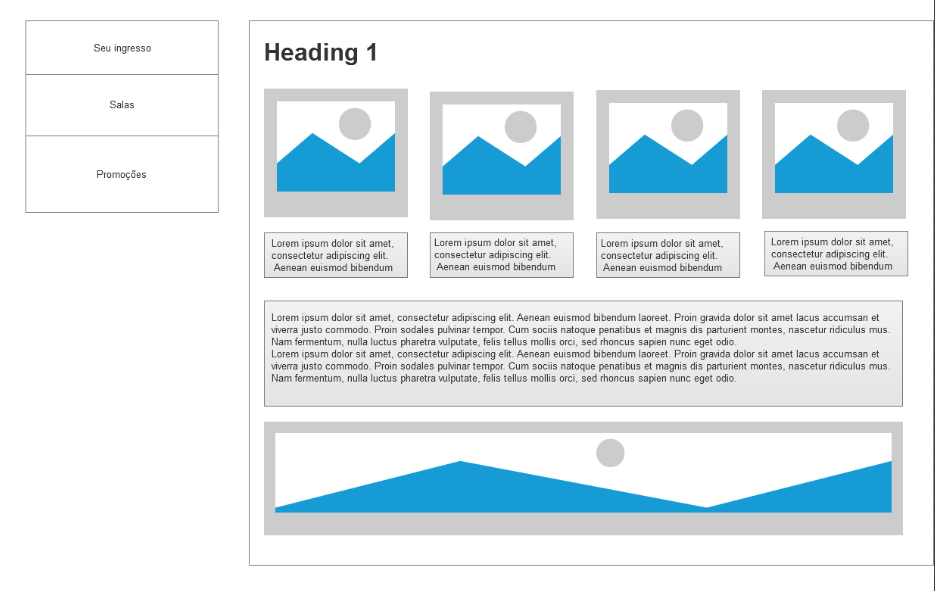 Seu ingresso
Salas
Promoções
Heading 1
Lorem ipsum dolor sit amet,
consectetur adipiscing elit.
Aenean euismod bibendum
Lorem ipsum dolor sit amet,
consectetur adipiscing elit.
Aenean euismod bibendum
Lorem ipsum dolor sit amet,
consectetur adipiscing elit.
Aenean euismod bibendum
Lorem ipsum dolor sit amet,
consectetur adipiscing elit.
Aenean euismod bibendum
Lorem ipsum dolor sit amet, consectetur adipiscing elit. Aenean euismod bibendum laoreet. Proin gravida dolor sit amet lacus accumsan et
viverra justo commodo. Proin sodales pulvinar tempor. Cum sociis natoque penatibus et magnis dis parturient montes, nascetur ridiculus mus.
Nam fermentum, nulla luctus pharetra vulputate, felis tellus mollis orci, sed rhoncus sapien nunc eget odio.
Lorem ipsum dolor sit amet, consectetur adipiscing elit. Aenean euismod bibendum laoreet. Proin gravida dolor sit amet lacus accumsan et
viverra justo commodo. Proin sodales pulvinar tempor. Cum sociis natoque penatibus et magnis dis parturient montes, nascetur ridiculus mus.
Nam fermentum, nulla luctus pharetra vulputate, felis tellus mollis orci, sed rhoncus sapien nunc eget odio.